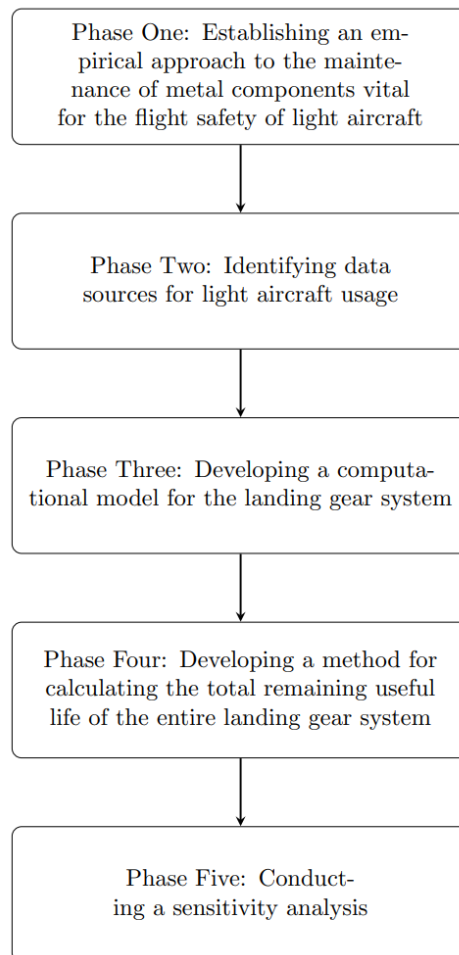 Phase One: Establishing an em-
pirical approach to the mainte-
nance of metal components vital
for the flight safety of light aircraft
Phase Two: Identifying data
sources for light aircraft usage
Phase Three: Developing a computa-
tional model for the landing gear system
Phase Four: Developing a method for
calculating the total remaining useful
life of the entire landing gear system
Phase Five: Conduct-
ing a sensitivity analysis